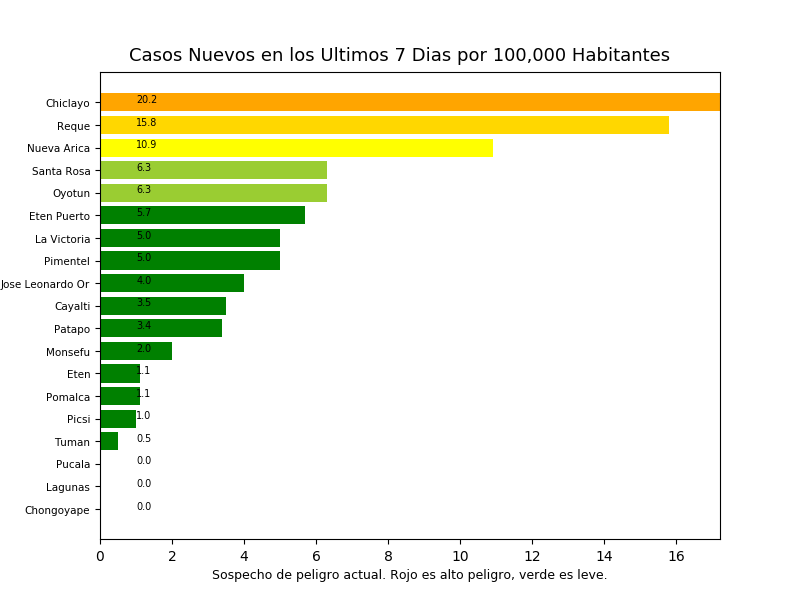 Casos Nuevos en los Ultimos 7 Dias por 100,000 Habitantes
Chiclayo 20.2
Reque 15.8
Nueva Arica 10.9
Santa Rosa 6.3
Oyotun 6.3
Eten Puerto 5.7
La Victoria 5.0
Pimentel 5.0
Jose Leonardo Or 4.0
Cayalti 3.5
Patapo 3.4
Monsefu 2.0
Eten 1.1
Pomalca 1.1
Picsi 1.0
Tuman 0.5
Pucala 0.0
Lagunas 0.0
Chongoyape 0.0
0 2 4 6 8 10 12 14 16
Sospecho de peligro actual. Rojo es alto peligro, verde es leve.